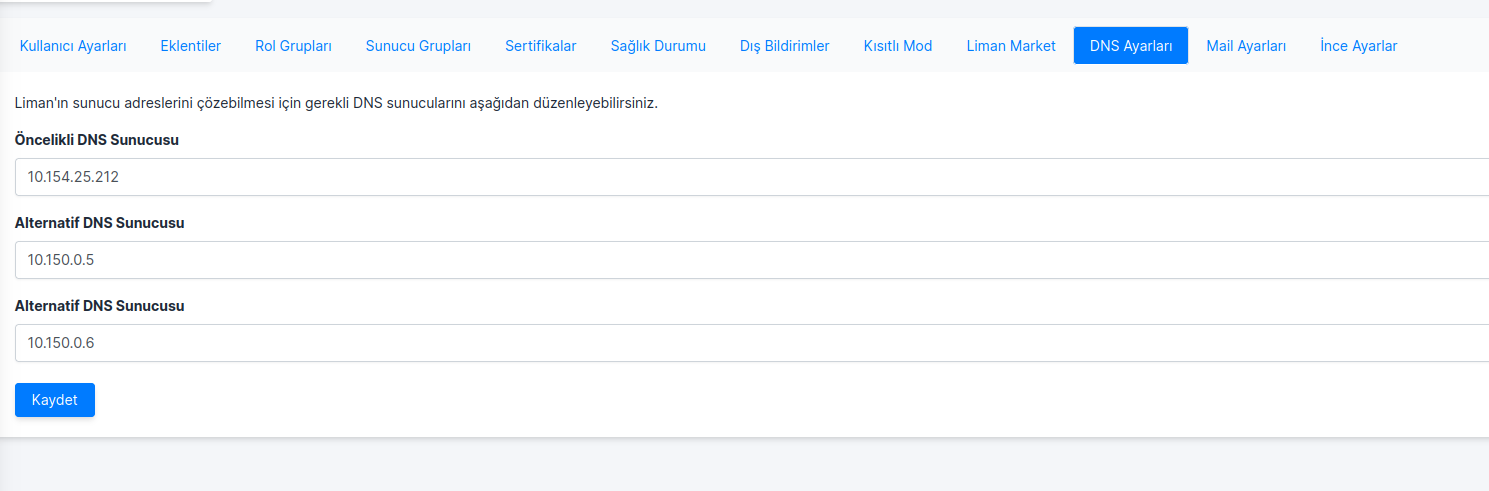 Kullanıcı Ayarları Eklentiler Rol Grupları Sunucu Grupları Sertifikalar Sağlık Durumu Dış Bildirimler Kısıtlı Mod Liman Market DNS Ayarları Mail Ayarları İnce Ayarlar
Liman'ın sunucu adreslerini çözebilmesi için gerekli DNS sunucularını aşağıdan düzenleyebilirsiniz.
Öncelikli DNS Sunucusu
10.154.25.212
Alternatif DNS Sunucusu
10.150.0.5
Alternatif DNS Sunucusu
10.150.0.6
Kaydet